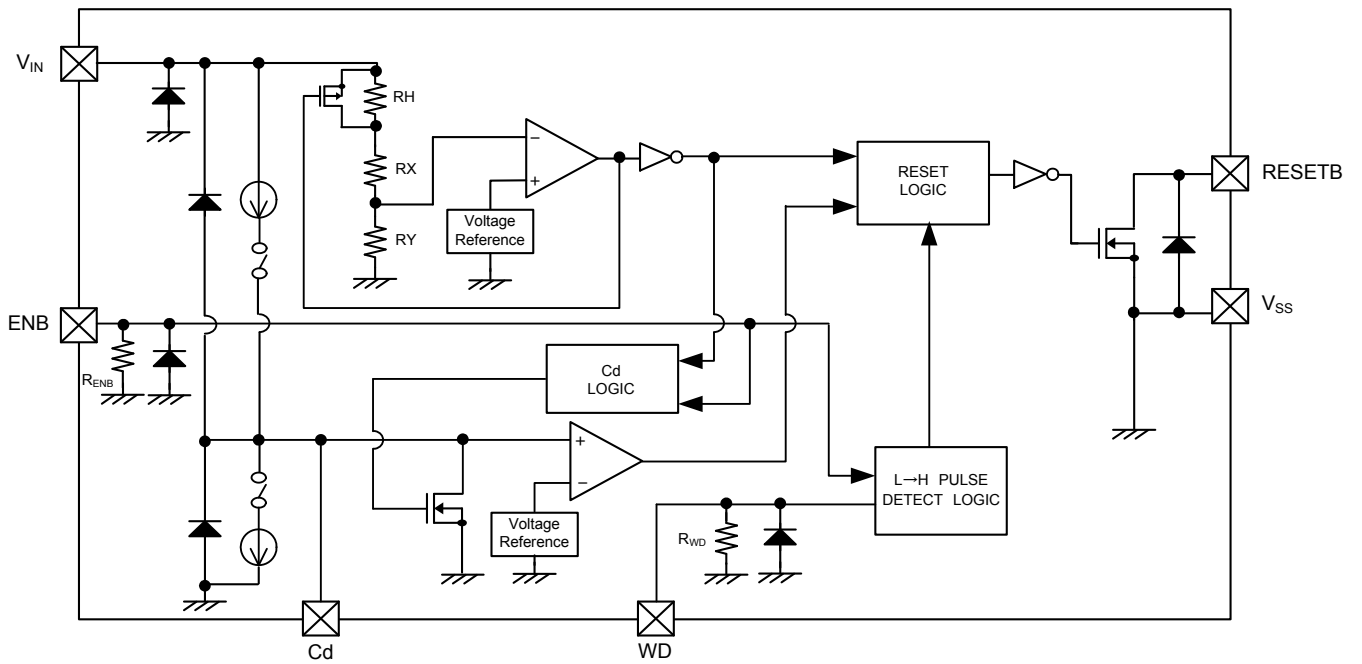 VIN
RH
RX
RY
Voltage
Reference
RESET
LOGIC
RESETB
ENB
RENB
VSS
Cd
LOGIC
Voltage
Reference
L→H PULSE
DETECT LOGIC
RWD
Cd
WD